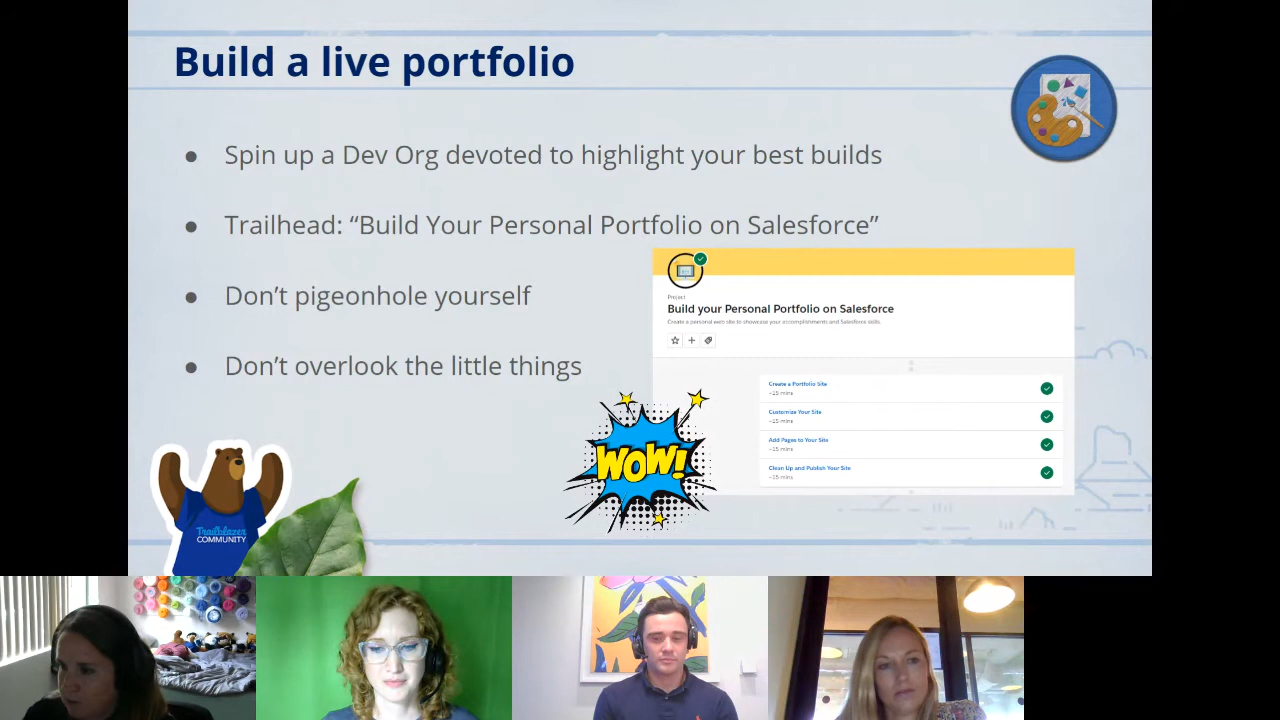 Build a live portfolio
● Spin up a Dev Org devoted to highlight your best builds
● Trailhead: “Build Your Personal Portfolio on Salesforce”
● Don’t pigeonhole yourself
● Don’t overlook the little things
Project
Build your Personal Portfolio on Salesforce
Create a personal web site to showcase your accomplishments and Salesforce skills.
Create a Portfolio Site
~15 mins
Customize Your Site
~15 mins
Add Pages to Your Site
~15 mins
Clean Up and Publish Your Site
~15 mins
WOW!
Trailblazer
COMMUNITY